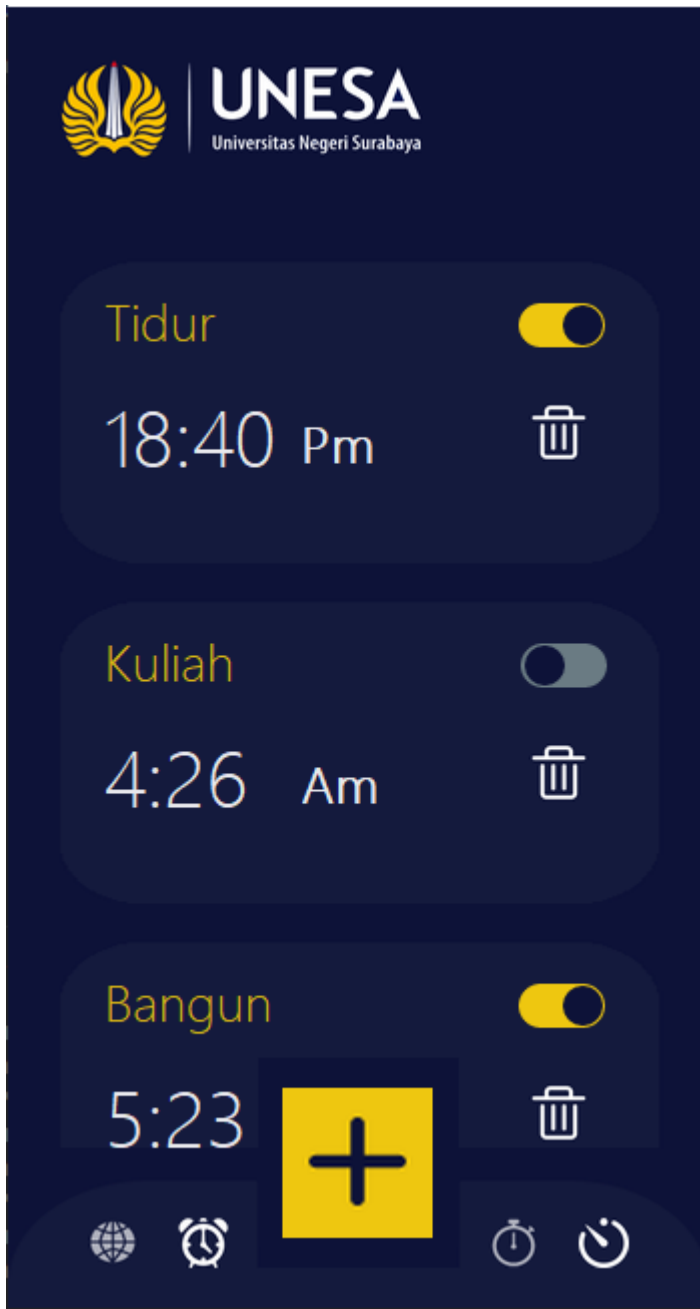 UNESA
Universitas Negeri Surabaya
Tidur
18:40 Pm
Kuliah
4:26 Am
Bangun
5:23